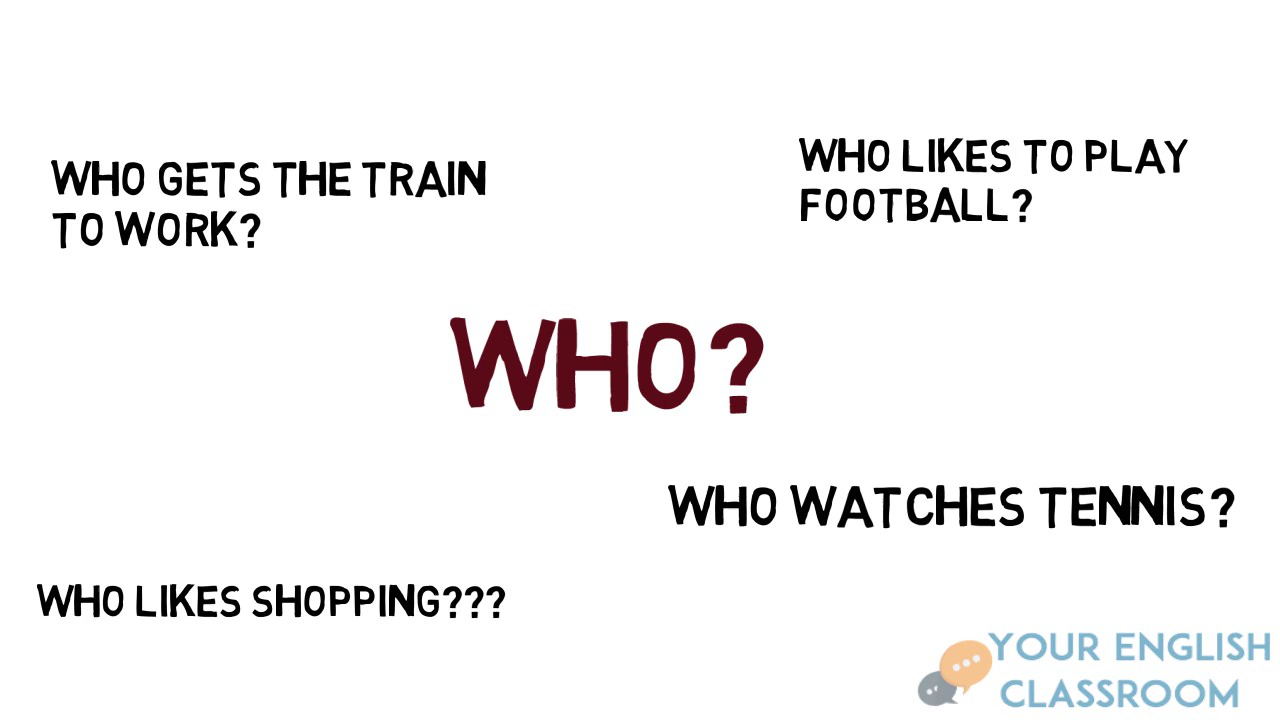 WHO GETS THE TRAIN
TO WORK?
WHO LIKES TO PLAY
FOOTBALL?
WHO?
WHO WATCHES TENNIS?
WHO LIKES SHOPPING???
YOUR ENGLISH
CLASSROOM